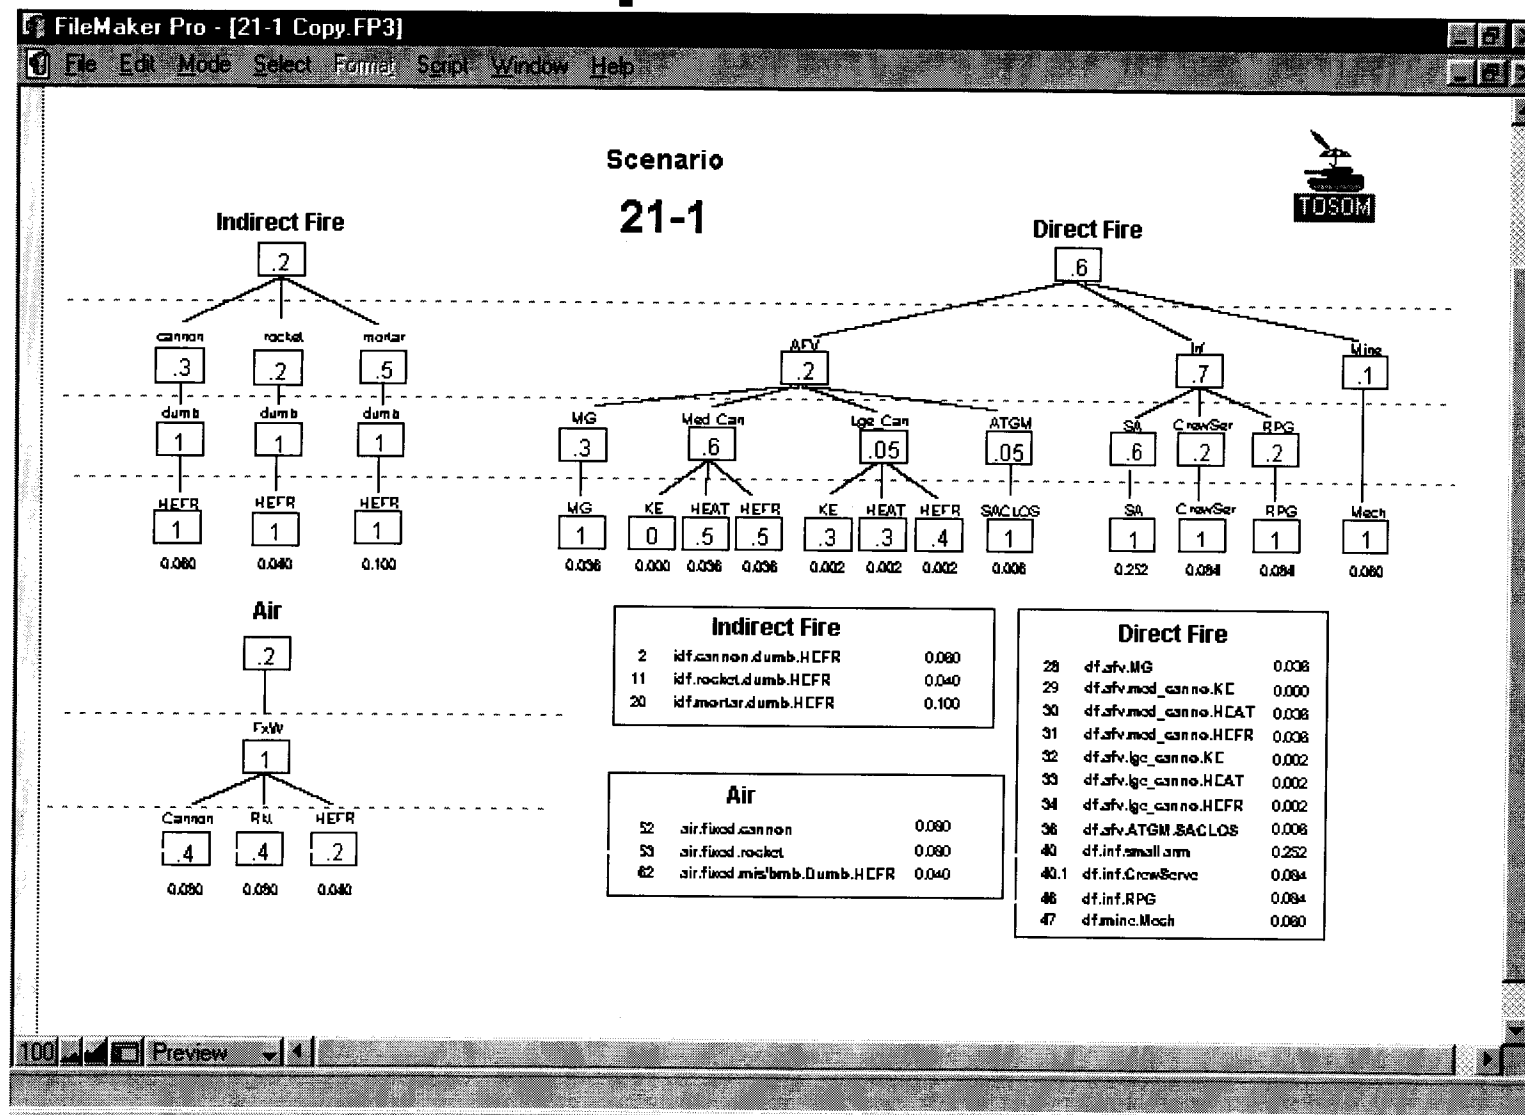 FileMaker Pro - [21-1 Copy.FP3]
File Edit Mode Select Format Script Window Help
Scenario
21-1
TOSOM
Indirect Fire
.2
cannon rocket mortar
.3 .2 .5
dumb dumb dumb
1 1 1
HEFR HEFR HEFR
1 1 1
0.060 0.040 0.100
Direct Fire
.6
AFV Inf Mine
.2 .7 .1
MG Med_Can Lge_Can ATGM SA CrewSer RPG
.3 .6 .05 .05 .6 .2 .2
MG KE HEAT HEFR KE HEAT HEFR SACLOS SA CrewSer RPG Mech
1 0 .5 .5 .3 .3 .4 1 1 1 1 1
0.036 0.000 0.036 0.036 0.002 0.002 0.002 0.006 0.252 0.084 0.084 0.060
Air
.2
FxW
1
Cannon Rkt HEFR
.4 .4 .2
0.080 0.080 0.040
Indirect Fire
2 idf.cannon.dumb.HEFR 0.060
11 idf.rocket.dumb.HEFR 0.040
20 idf.mortar.dumb.HEFR 0.100
Air
52 air.fixed.cannon 0.080
53 air.fixed.rocket 0.080
62 air.fixed.mis/bmb.Dumb.HEFR 0.040
Direct Fire
28 df.afv.MG 0.036
29 df.afv.med_canno.KE 0.000
30 df.afv.med_canno.HEAT 0.036
31 df.afv.med_canno.HEFR 0.036
32 df.afv.lge_canno.KE 0.002
33 df.afv.lge_canno.HEAT 0.002
34 df.afv.lge_canno.HEFR 0.002
36 df.afv.ATGM.SACLOS 0.006
40 df.inf.small arm 0.252
40.1 df.inf.CrewServe 0.084
46 df.inf.RPG 0.084
47 df.mine.Mech 0.060
100 Preview